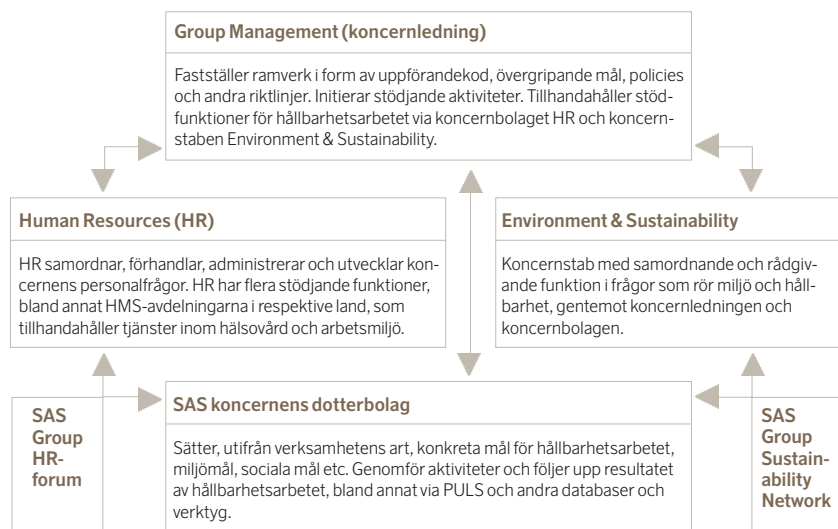 Group Management (koncernledning)
Fastställer ramverk i form av uppförandekod, övergripande mål, policies
och andra riktlinjer. Initierar stödjande aktiviteter. Tillhandahåller stöd-
funktioner för hållbarhetsarbetet via koncernbolaget HR och koncern-
staben Environment & Sustainability.
Human Resources (HR)
HR samordnar, förhandlar, administrerar och utvecklar kon-
cernens personalfrågor. HR har flera stödjande funktioner,
bland annat HMS-avdelningarna i respektive land, som
tillhandahåller tjänster inom hälsovård och arbetsmiljö.
Environment & Sustainability
Koncernstab med samordnande och rådgiv-
ande funktion i frågor som rör miljö och håll-
barhet, gentemot koncernledningen och
koncernbolagen.
SAS
Group
HR-
forum
SAS koncernens dotterbolag
Sätter, utifrån verksamhetens art, konkreta mål för hållbarhetsarbetet,
miljömål, sociala mål etc. Genomför aktiviteter och följer upp resultatet
av hållbarhetsarbetet, bland annat via PULS och andra databaser och
verktyg.
SAS
Group
Sustain-
ability
Network